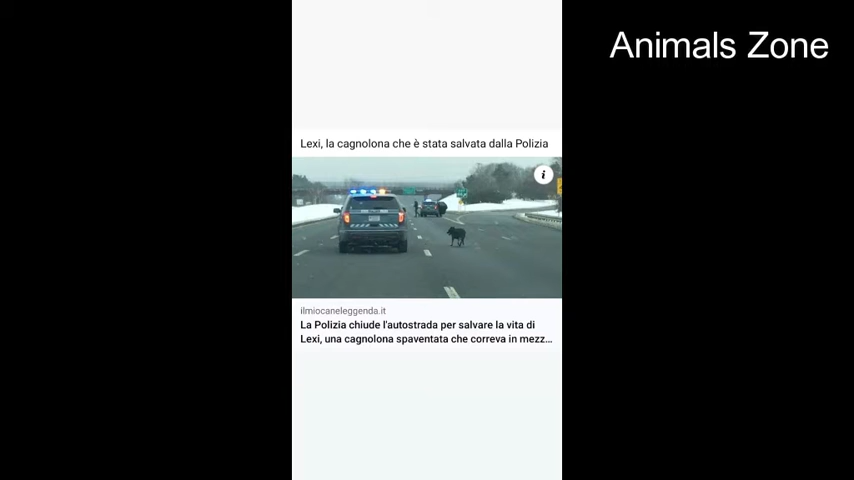 Animals Zone
Lexi, la cagnolona che è stata salvata dalla Polizia
i
ilmiocaneleggenda.it
La Polizia chiude l'autostrada per salvare la vita di
Lexi, una cagnolona spaventata che correva in mezz...